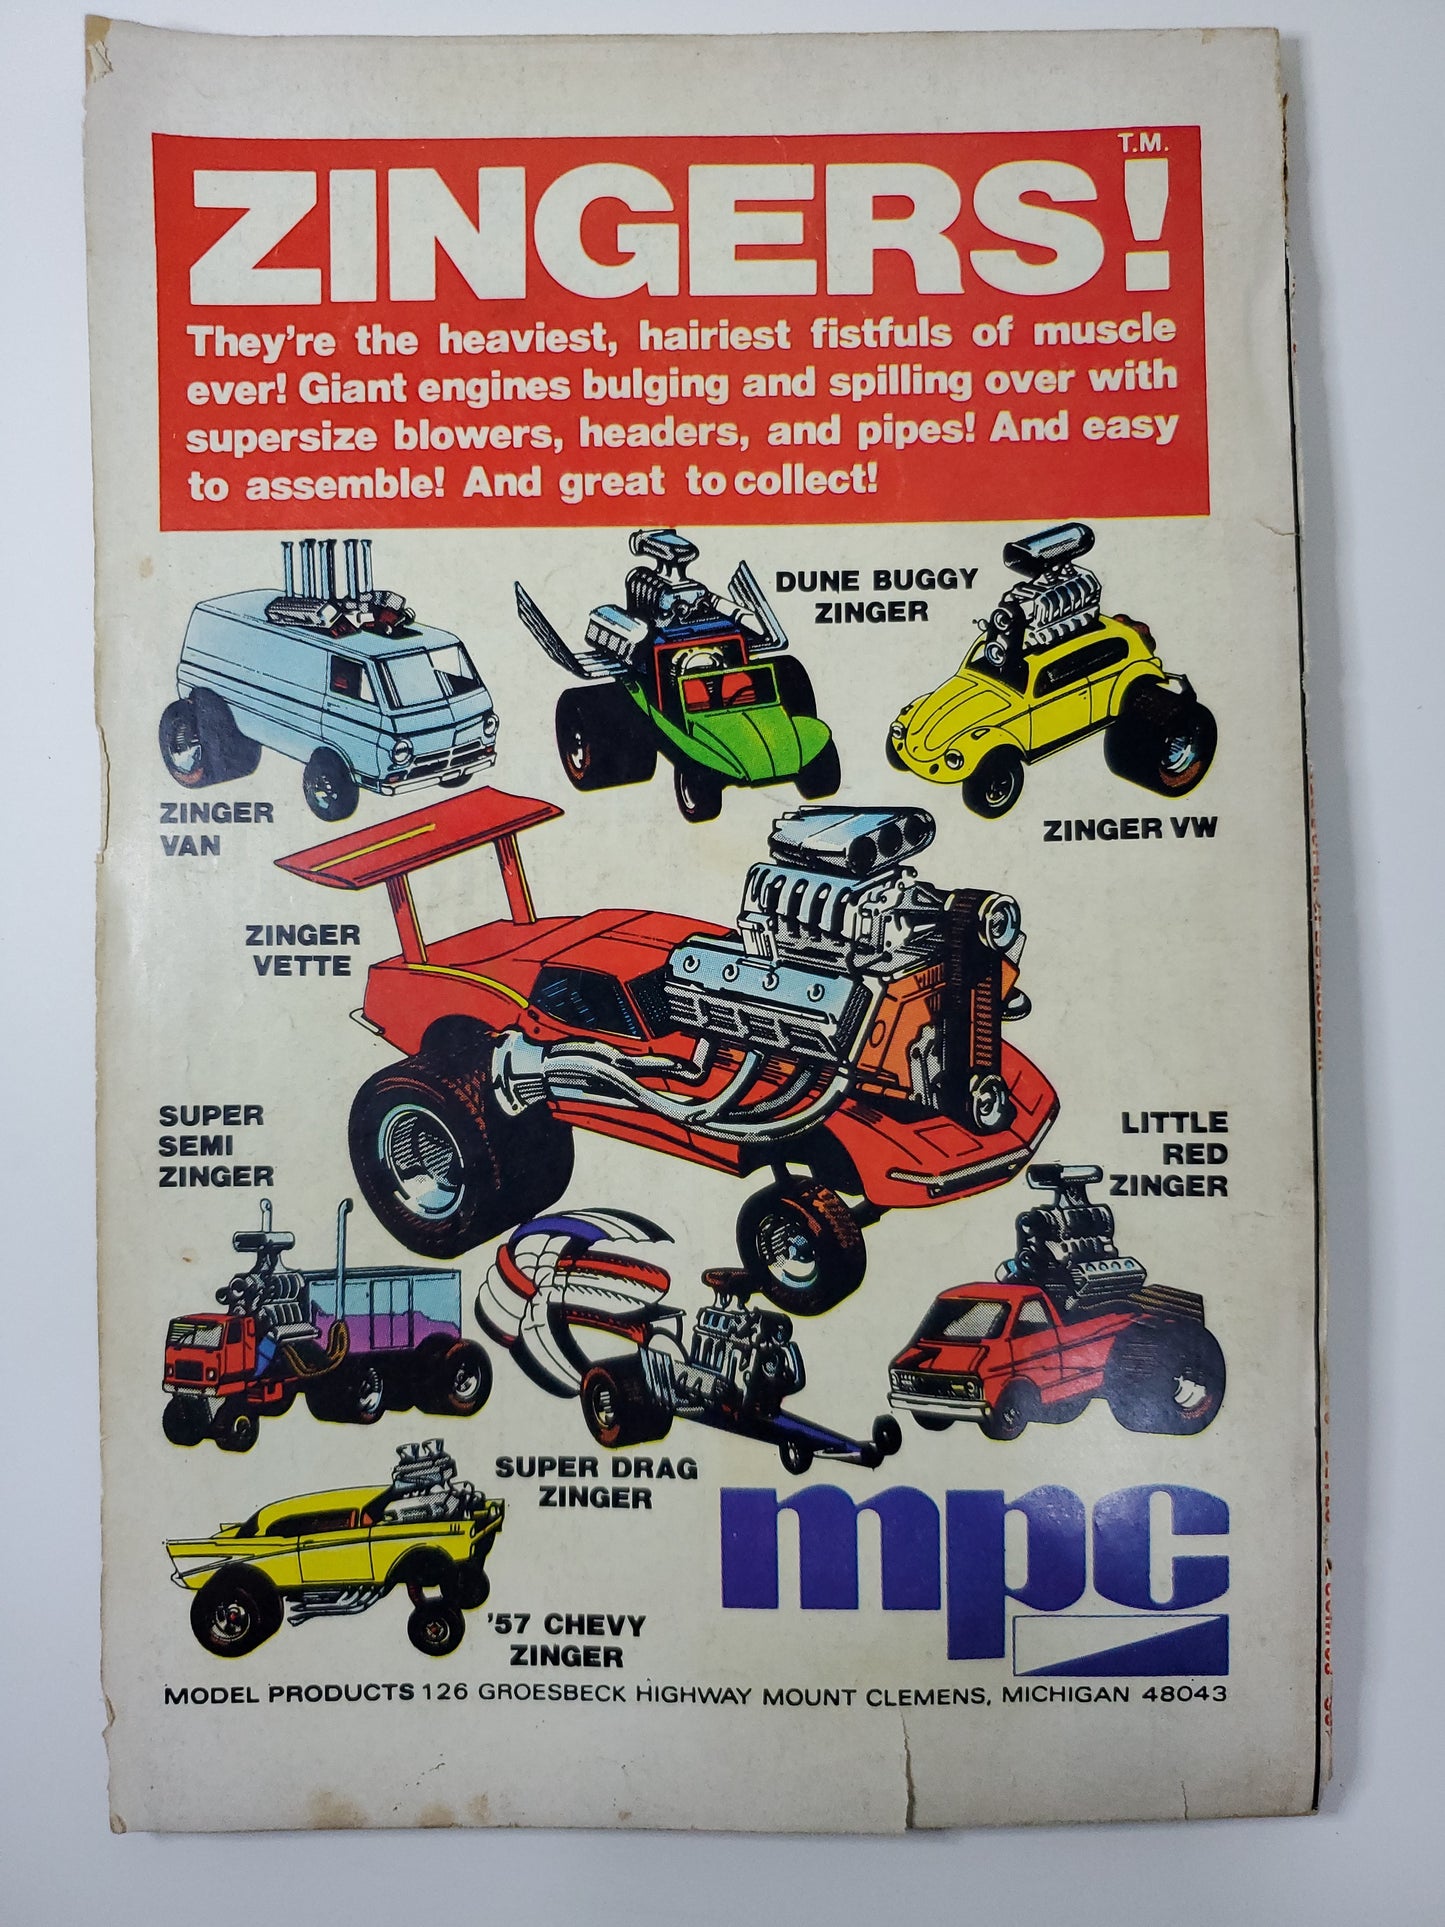 T.M.
ZINGERS!
They're the heaviest, hairiest fistfuls of muscle
ever! Giant engines bulging and spilling over with
supersize blowers, headers, and pipes! And easy
to assemble! And great to collect!
DUNE BUGGY
ZINGER
ZINGER
VAN
ZINGER VW
ZINGER
VETTE
SUPER
SEMI
ZINGER
LITTLE
RED
ZINGER
SUPER DRAG
ZINGER
'57 CHEVY
ZINGER
mpc
MODEL PRODUCTS 126 GROESBECK HIGHWAY MOUNT CLEMENS, MICHIGAN 48043